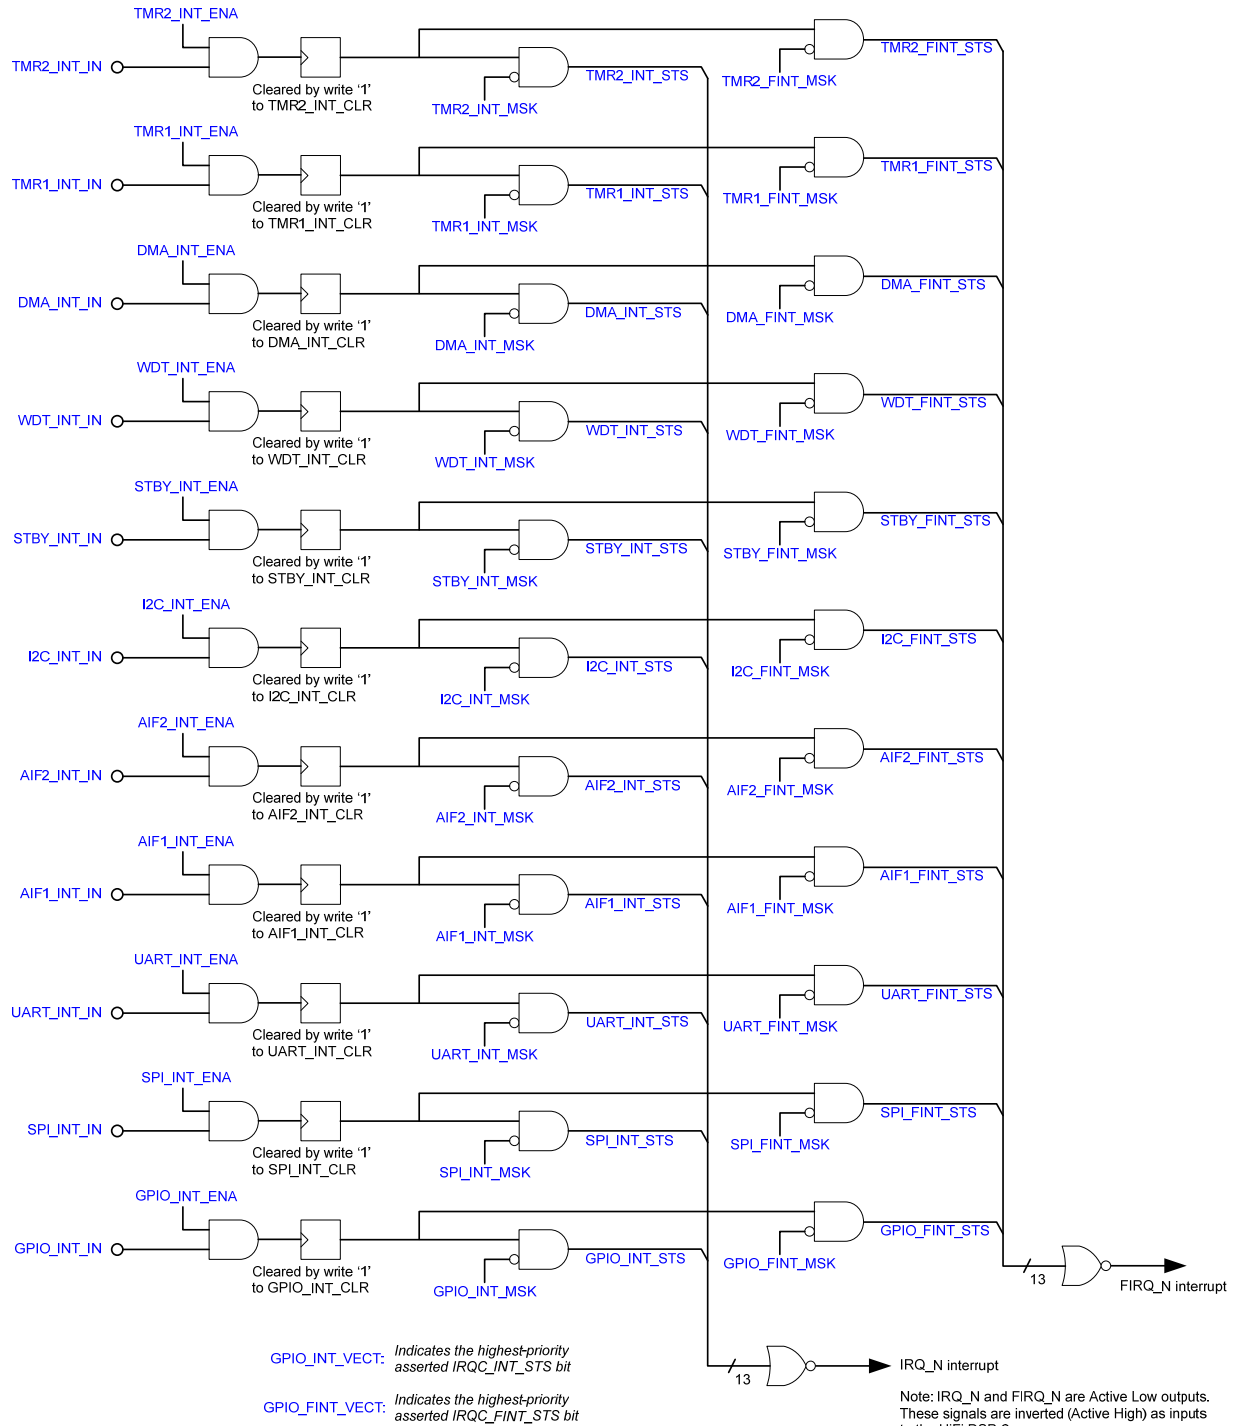 TMR2_INT_ENA
TMR2_INT_IN
Cleared by write '1'
to TMR2_INT_CLR
TMR2_INT_STS
TMR2_INT_MSK
TMR2_FINT_STS
TMR2_FINT_MSK
TMR1_INT_ENA
TMR1_INT_IN
Cleared by write '1'
to TMR1_INT_CLR
TMR1_INT_STS
TMR1_INT_MSK
TMR1_FINT_STS
TMR1_FINT_MSK
DMA_INT_ENA
DMA_INT_IN
Cleared by write '1'
to DMA_INT_CLR
DMA_INT_STS
DMA_INT_MSK
DMA_FINT_STS
DMA_FINT_MSK
WDT_INT_ENA
WDT_INT_IN
Cleared by write '1'
to WDT_INT_CLR
WDT_INT_STS
WDT_INT_MSK
WDT_FINT_STS
WDT_FINT_MSK
STBY_INT_ENA
STBY_INT_IN
Cleared by write '1'
to STBY_INT_CLR
STBY_INT_STS
STBY_INT_MSK
STBY_FINT_STS
STBY_FINT_MSK
I2C_INT_ENA
I2C_INT_IN
Cleared by write '1'
to I2C_INT_CLR
I2C_INT_STS
I2C_INT_MSK
I2C_FINT_STS
I2C_FINT_MSK
AIF2_INT_ENA
AIF2_INT_IN
Cleared by write '1'
to AIF2_INT_CLR
AIF2_INT_STS
AIF2_INT_MSK
AIF2_FINT_STS
AIF2_FINT_MSK
AIF1_INT_ENA
AIF1_INT_IN
Cleared by write '1'
to AIF1_INT_CLR
AIF1_INT_STS
AIF1_INT_MSK
AIF1_FINT_STS
AIF1_FINT_MSK
UART_INT_ENA
UART_INT_IN
Cleared by write '1'
to UART_INT_CLR
UART_INT_STS
UART_INT_MSK
UART_FINT_STS
UART_FINT_MSK
SPI_INT_ENA
SPI_INT_IN
Cleared by write '1'
to SPI_INT_CLR
SPI_INT_STS
SPI_INT_MSK
SPI_FINT_STS
SPI_FINT_MSK
GPIO_INT_ENA
GPIO_INT_IN
Cleared by write '1'
to GPIO_INT_CLR
GPIO_INT_STS
GPIO_INT_MSK
GPIO_FINT_STS
GPIO_FINT_MSK
13
FIRQ_N interrupt
GPIO_INT_VECT: Indicates the highest-priority
asserted IRQC_INT_STS bit
13
IRQ_N interrupt
GPIO_FINT_VECT: Indicates the highest-priority
asserted IRQC_FINT_STS bit
Note: IRQ_N and FIRQ_N are Active Low outputs.
These signals are inverted (Active High) as inputs